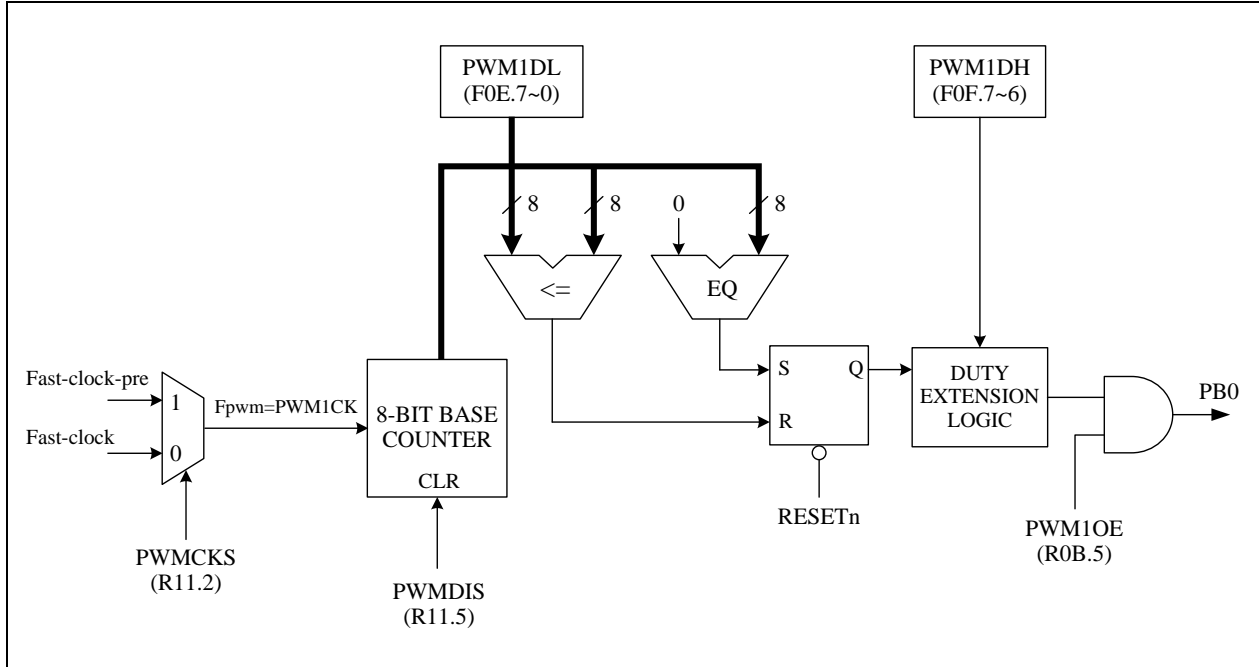 PWM1DL
(F0E.7~0)
PWM1DH
(F0F.7~6)
8
8
0
8
<=
EQ
Fast-clock-pre
1
Fpwm=PWM1CK
Fast-clock
0
8-BIT BASE
COUNTER
CLR
S
Q
R
DUTY
EXTENSION
LOGIC
PB0
RESETn
PWMCKS
(R11.2)
PWMDIS
(R11.5)
PWM1OE
(R0B.5)